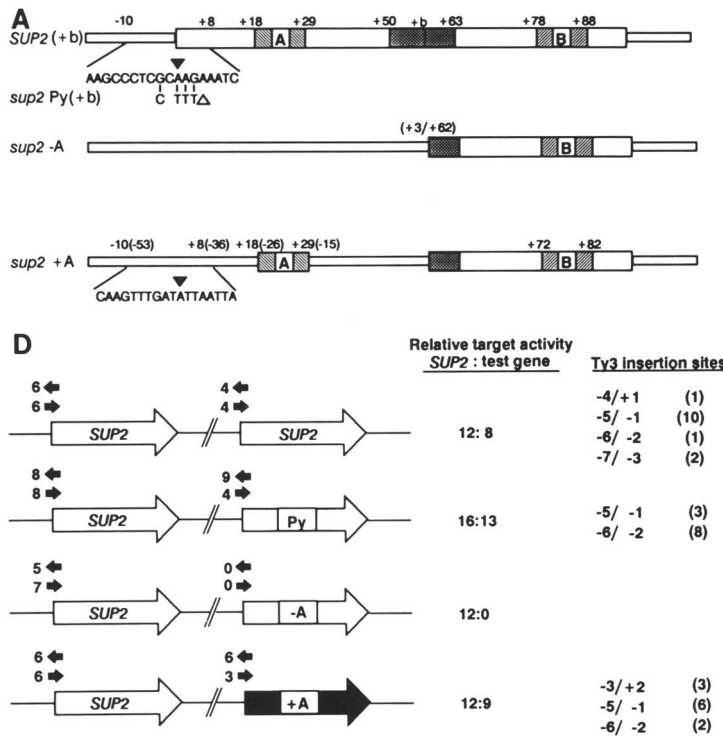 A
-10 +8 +18 +29 +50 +b +63 +78 +88
SUP2 (+b) A B
AAGCCCTCGCAAGAAATC
sup2 Py(+b) C TTT△
(+3/+62)
sup2 -A B
-10(-53) +8(-36) +18(-26) +29(-15) +72 +82
sup2 +A A B
CAAGTTTGATATTAATTA
D
Relative target activity
SUP2 : test gene Ty3 insertion sites
6 4
6 4
SUP2 SUP2 12: 8
-4/+1 (1)
-5/ -1 (10)
-6/ -2 (1)
-7/ -3 (2)
8 9
8 4
SUP2 Py 16:13
-5/ -1 (3)
-6/ -2 (8)
5 0
7 0
SUP2 -A 12:0
6 6
6 3
SUP2 +A 12:9
-3/+2 (3)
-5/ -1 (6)
-6/ -2 (2)